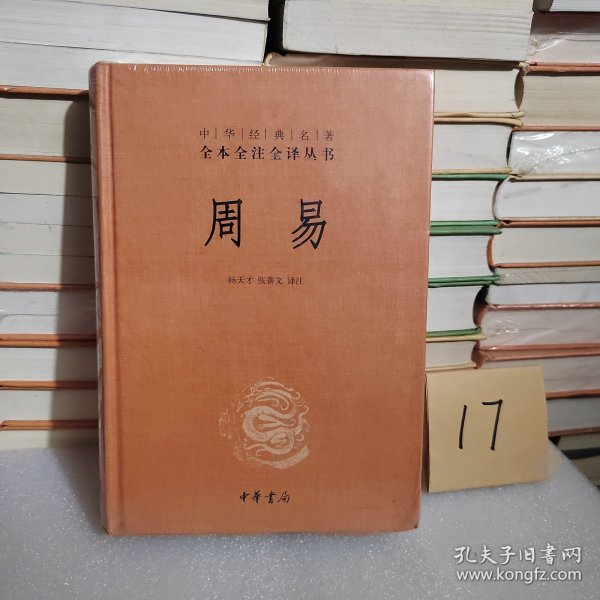 中华经典名著
全本全注全译丛书
周易
杨天才 张善文 译注
中華書局
17
孔夫子旧书网
www.kongfz.com